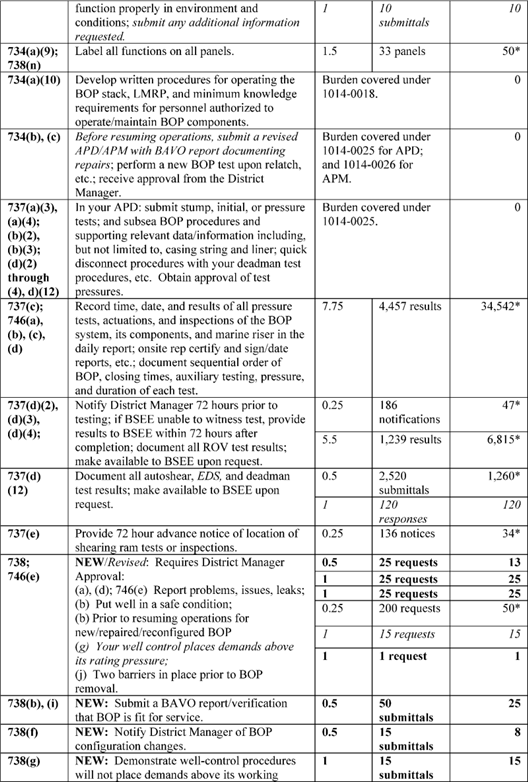 function properly in environment and conditions; submit any additional information requested. 1 10 submittals 10
734(a)(9); 738(n) Label all functions on all panels. 1.5 33 panels 50*
734(a)(10) Develop written procedures for operating the BOP stack, LMRP, and minimum knowledge requirements for personnel authorized to operate/maintain BOP components. Burden covered under 1014-0018. 0
734(b), (c) Before resuming operations, submit a revised APD/APM with BAVO report documenting repairs; perform a new BOP test upon relatch, etc.; receive approval from the District Manager. Burden covered under 1014-0025 for APD; and 1014-0026 for APM. 0
737(a)(3), (a)(4); (b)(2), (b)(3); (d)(2) through (4), d(12) In your APD: submit stump, initial, or pressure tests; and subsea BOP procedures and supporting relevant data/information including, but not limited to, casing string and liner; quick disconnect procedures with your deadman test procedures, etc. Obtain approval of test pressures. Burden covered under 1014-0025. 0
737(c); 746(a), (b), (c), (d) Record time, date, and results of all pressure tests, actuations, and inspections of the BOP system, its components, and marine riser in the daily report; onsite rep certify and sign/date reports, etc.; document sequential order of BOP, closing times, auxiliary testing, pressure, and duration of each test. 7.75 4,457 results 34,542*
737(d)(2), (d)(3), (d)(4); Notify District Manager 72 hours prior to testing; if BSEE unable to witness test, provide results to BSEE within 72 hours after completion; document all ROV test results; make available to BSEE upon request. 0.25 186 notifications 47*
5.5 1,239 results 6,815*
737(d) (12) Document all autoshear, EDS, and deadman test results; make available to BSEE upon request. 0.5 2,520 submittals 1,260*
1 120 responses 120
737(e) Provide 72 hour advance notice of location of shearing ram tests or inspections. 0.25 136 notices 34*
738; 746(e) NEW/Revised: Requires District Manager Approval:
(a), (d); 746(e) Report problems, issues, leaks;
(b) Put well in a safe condition;
(b) Prior to resuming operations for new/repaired/reconfigured BOP
(g) Your well control places demands above its rating pressure;
(j) Two barriers in place prior to BOP removal.
0.5 25 requests 13
1 25 requests 25
1 25 requests 25
0.25 200 requests 50*
1 15 requests 15
1 1 request 1
738(b), (i) NEW: Submit a BAVO report/verification that BOP is fit for service. 0.5 50 submittals 25
738(f) NEW: Notify District Manager of BOP configuration changes. 0.5 15 submittals 8
738(g) NEW: Demonstrate well-control procedures will not place demands above its working 1 15 submittals 15